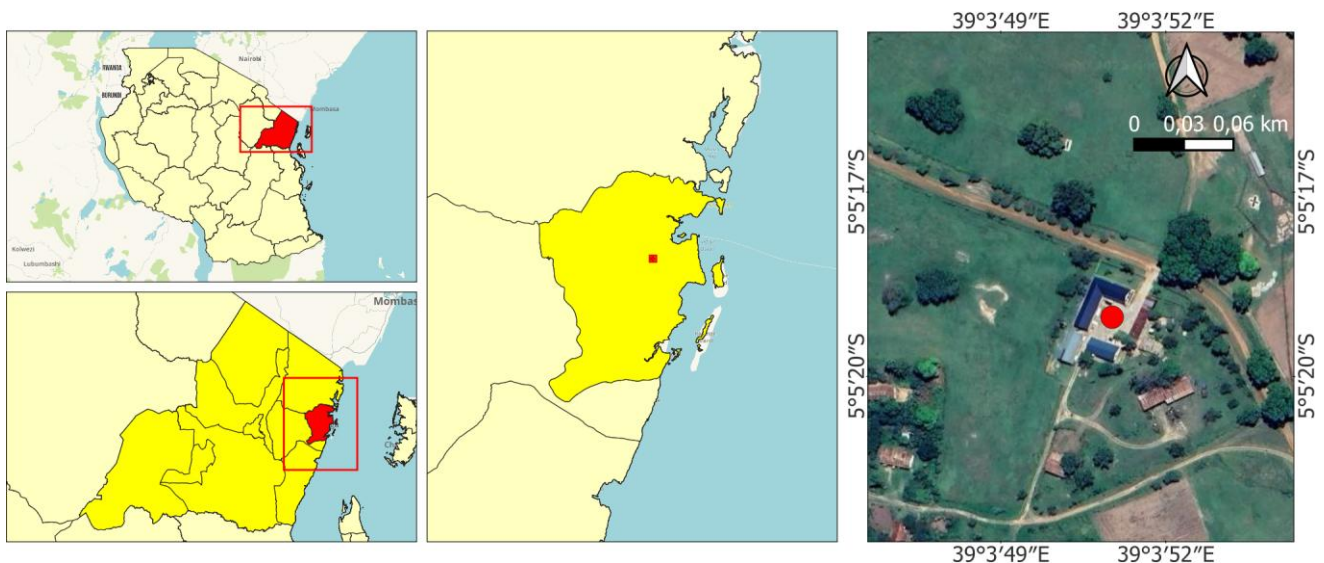 Nairobi
RWANDA
BURUNDI
Mombasa
Kolwezi
Lubumbashi
Mombas
39°3′49″E
39°3′52″E
0 0,03 0,06 km
5°5′17″S
5°5′17″S
5°5′20″S
5°5′20″S
39°3′49″E
39°3′52″E